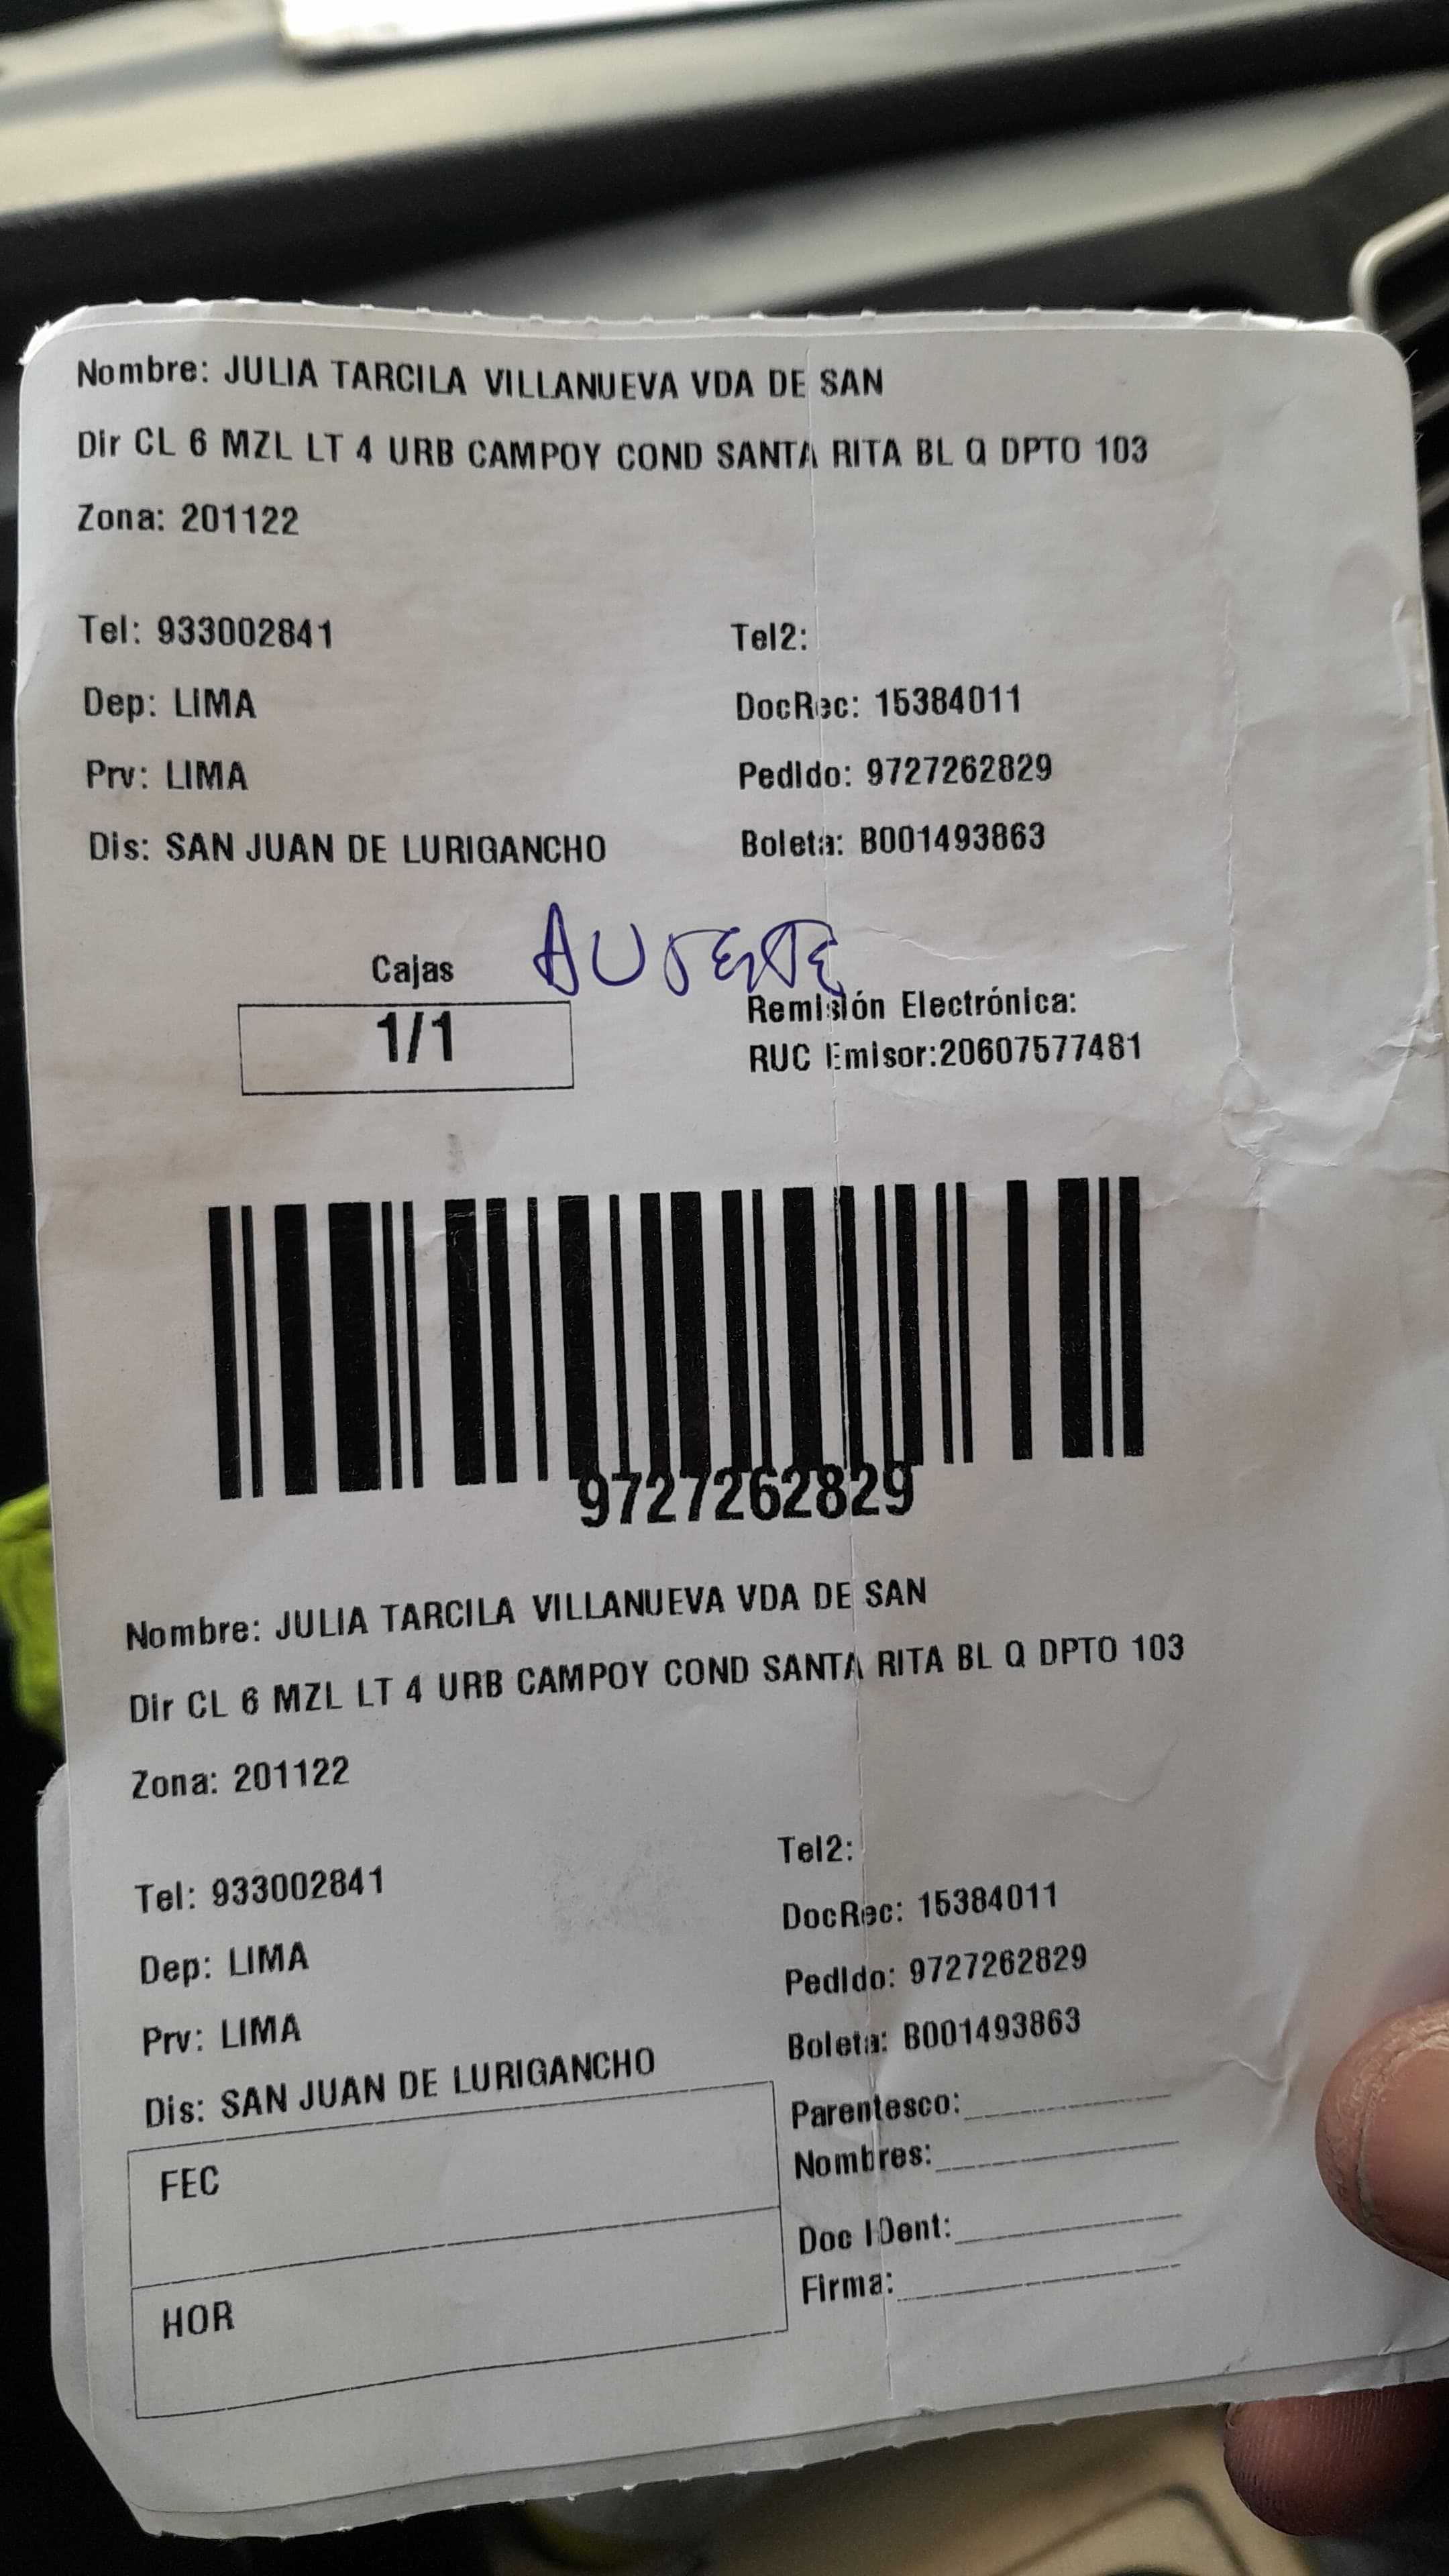 Nombre: JULIA TARCILA VILLANUEVA VDA DE SAN
Dir CL 6 MZL LT 4 URB CAMPOY COND SANTA RITA BL Q DPTO 103
Zona: 201122
Tel: 933002841 Tel2:
Dep: LIMA DocRec: 15384011
Prv: LIMA Pedido: 9727262829
Dis: SAN JUAN DE LURIGANCHO Boleta: B001493863
AUSENTE
Cajas
1/1
Remisión Electrónica:
RUC Emisor:20607577481
9727262829
Nombre: JULIA TARCILA VILLANUEVA VDA DE SAN
Dir CL 6 MZL LT 4 URB CAMPOY COND SANTA RITA BL Q DPTO 103
Zona: 201122
Tel: 933002841 Tel2:
Dep: LIMA DocRec: 15384011
Prv: LIMA Pedido: 9727262829
Dis: SAN JUAN DE LURIGANCHO Boleta: B001493863
FEC
HOR
Parentesco:
Nombres:
Doc IDent:
Firma: